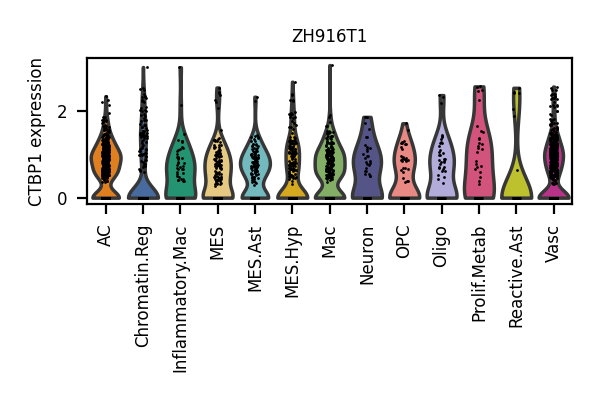 ZH916T1
CTBP1 expression
2
0
AC
Chromatin.Reg
Inflammatory.Mac
MES
MES.Ast
MES.Hyp
Mac
Neuron
OPC
Oligo
Prolif.Metab
Reactive.Ast
Vasc